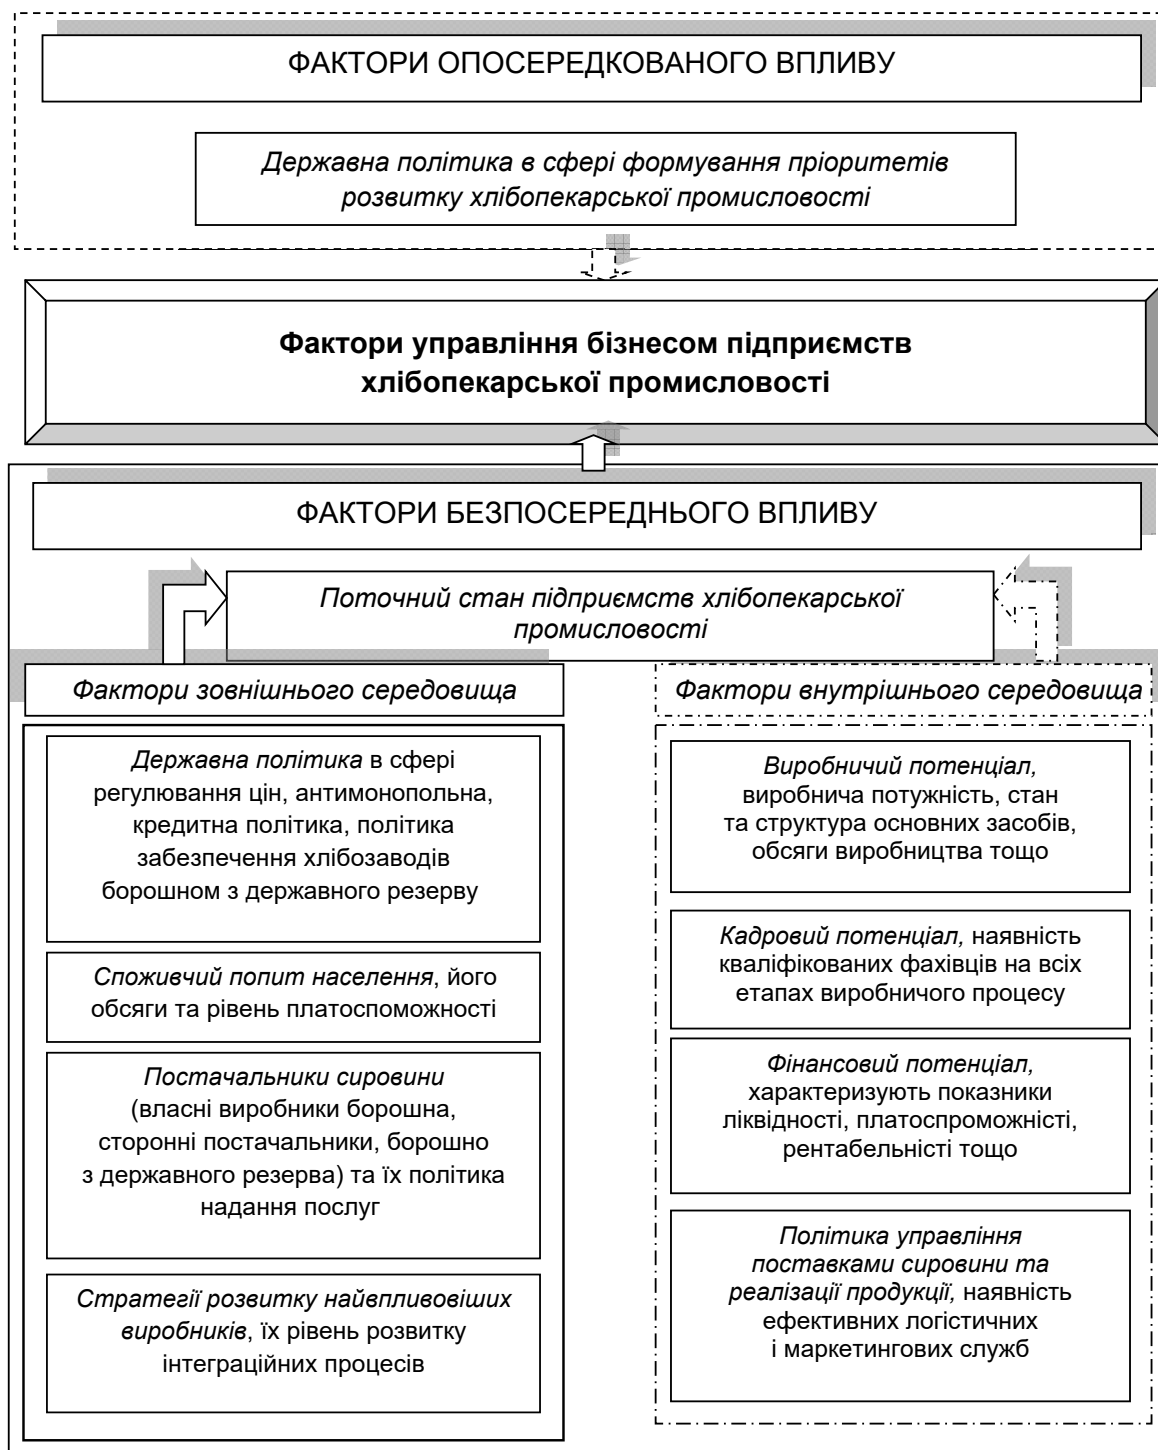 ФАКТОРИ ОПОСЕРЕДКОВАНОГО ВПЛИВУ
Державна політика в сфері формування пріоритетів
розвитку хлібопекарської промисловості
Фактори управління бізнесом підприємств
хлібопекарської промисловості
ФАКТОРИ БЕЗПОСЕРЕДНЬОГО ВПЛИВУ
Поточний стан підприємств хлібопекарської
промисловості
Фактори зовнішнього середовища
Державна політика в сфері
регулювання цін, антимонопольна,
кредитна політика, політика
забезпечення хлібозаводів
борошном з державного резерву
Споживчий попит населення, його
обсяги та рівень платоспоможності
Постачальники сировини
(власні виробники борошна,
сторонні постачальники, борошно
з державного резерва) та їх політика
надання послуг
Стратегії розвитку найвпливовіших
виробників, їх рівень розвитку
інтеграційних процесів
Фактори внутрішнього середовища
Виробничий потенціал,
виробнича потужність, стан
та структура основних засобів,
обсяги виробництва тощо
Кадровий потенціал, наявність
кваліфікованих фахівців на всіх
етапах виробничого процесу
Фінансовий потенціал,
характеризують показники
ліквідності, платоспроможністі,
рентабельністі тощо
Політика управління
поставками сировини та
реалізації продукції, наявність
ефективних логістичних
і маркетингових служб